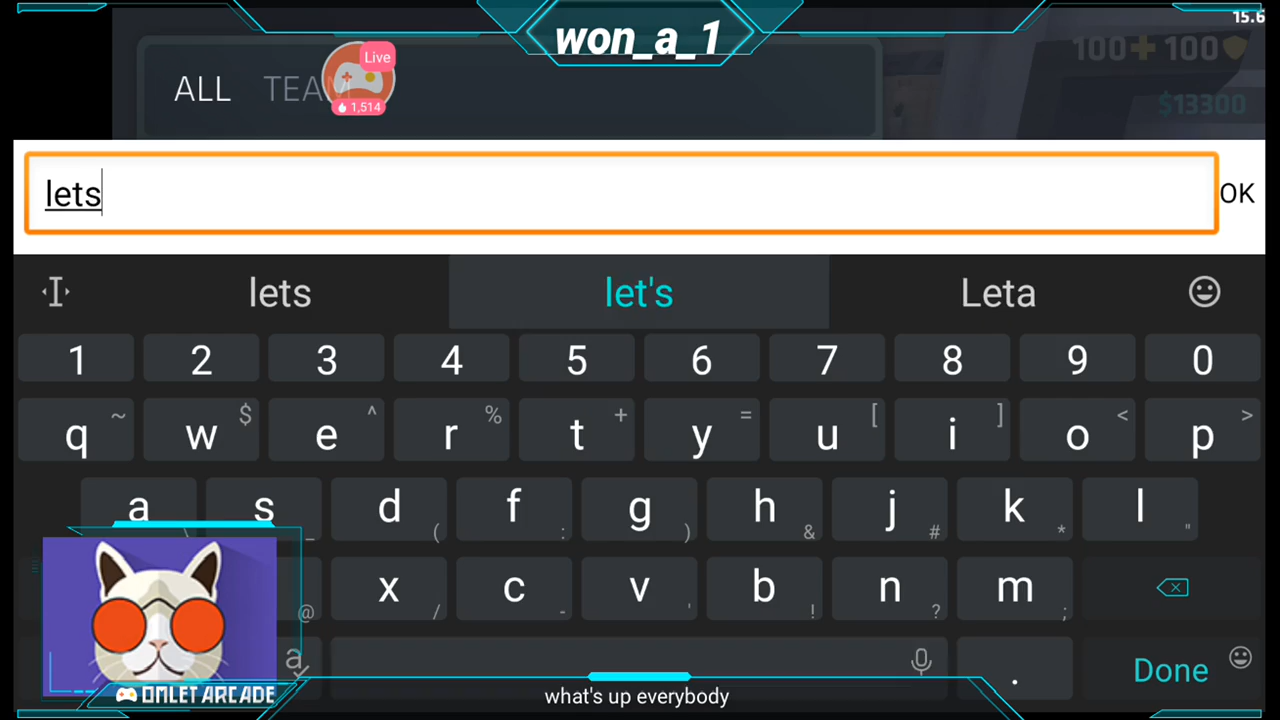 won_a_1
15.6
100 100
$13300
ALL TEAM
Live
1,514
lets
OK
lets let's Leta
1 2 3 4 5 6 7 8 9 0
~ $ ^ % + = [ ] < >
q w e r t y u i o p
a s d f g h j k l
\ _ ( : ) & # * "
x c v b n m
@ / - ' ! ? ;
a . Done
OMLET ARCADE
what's up everybody